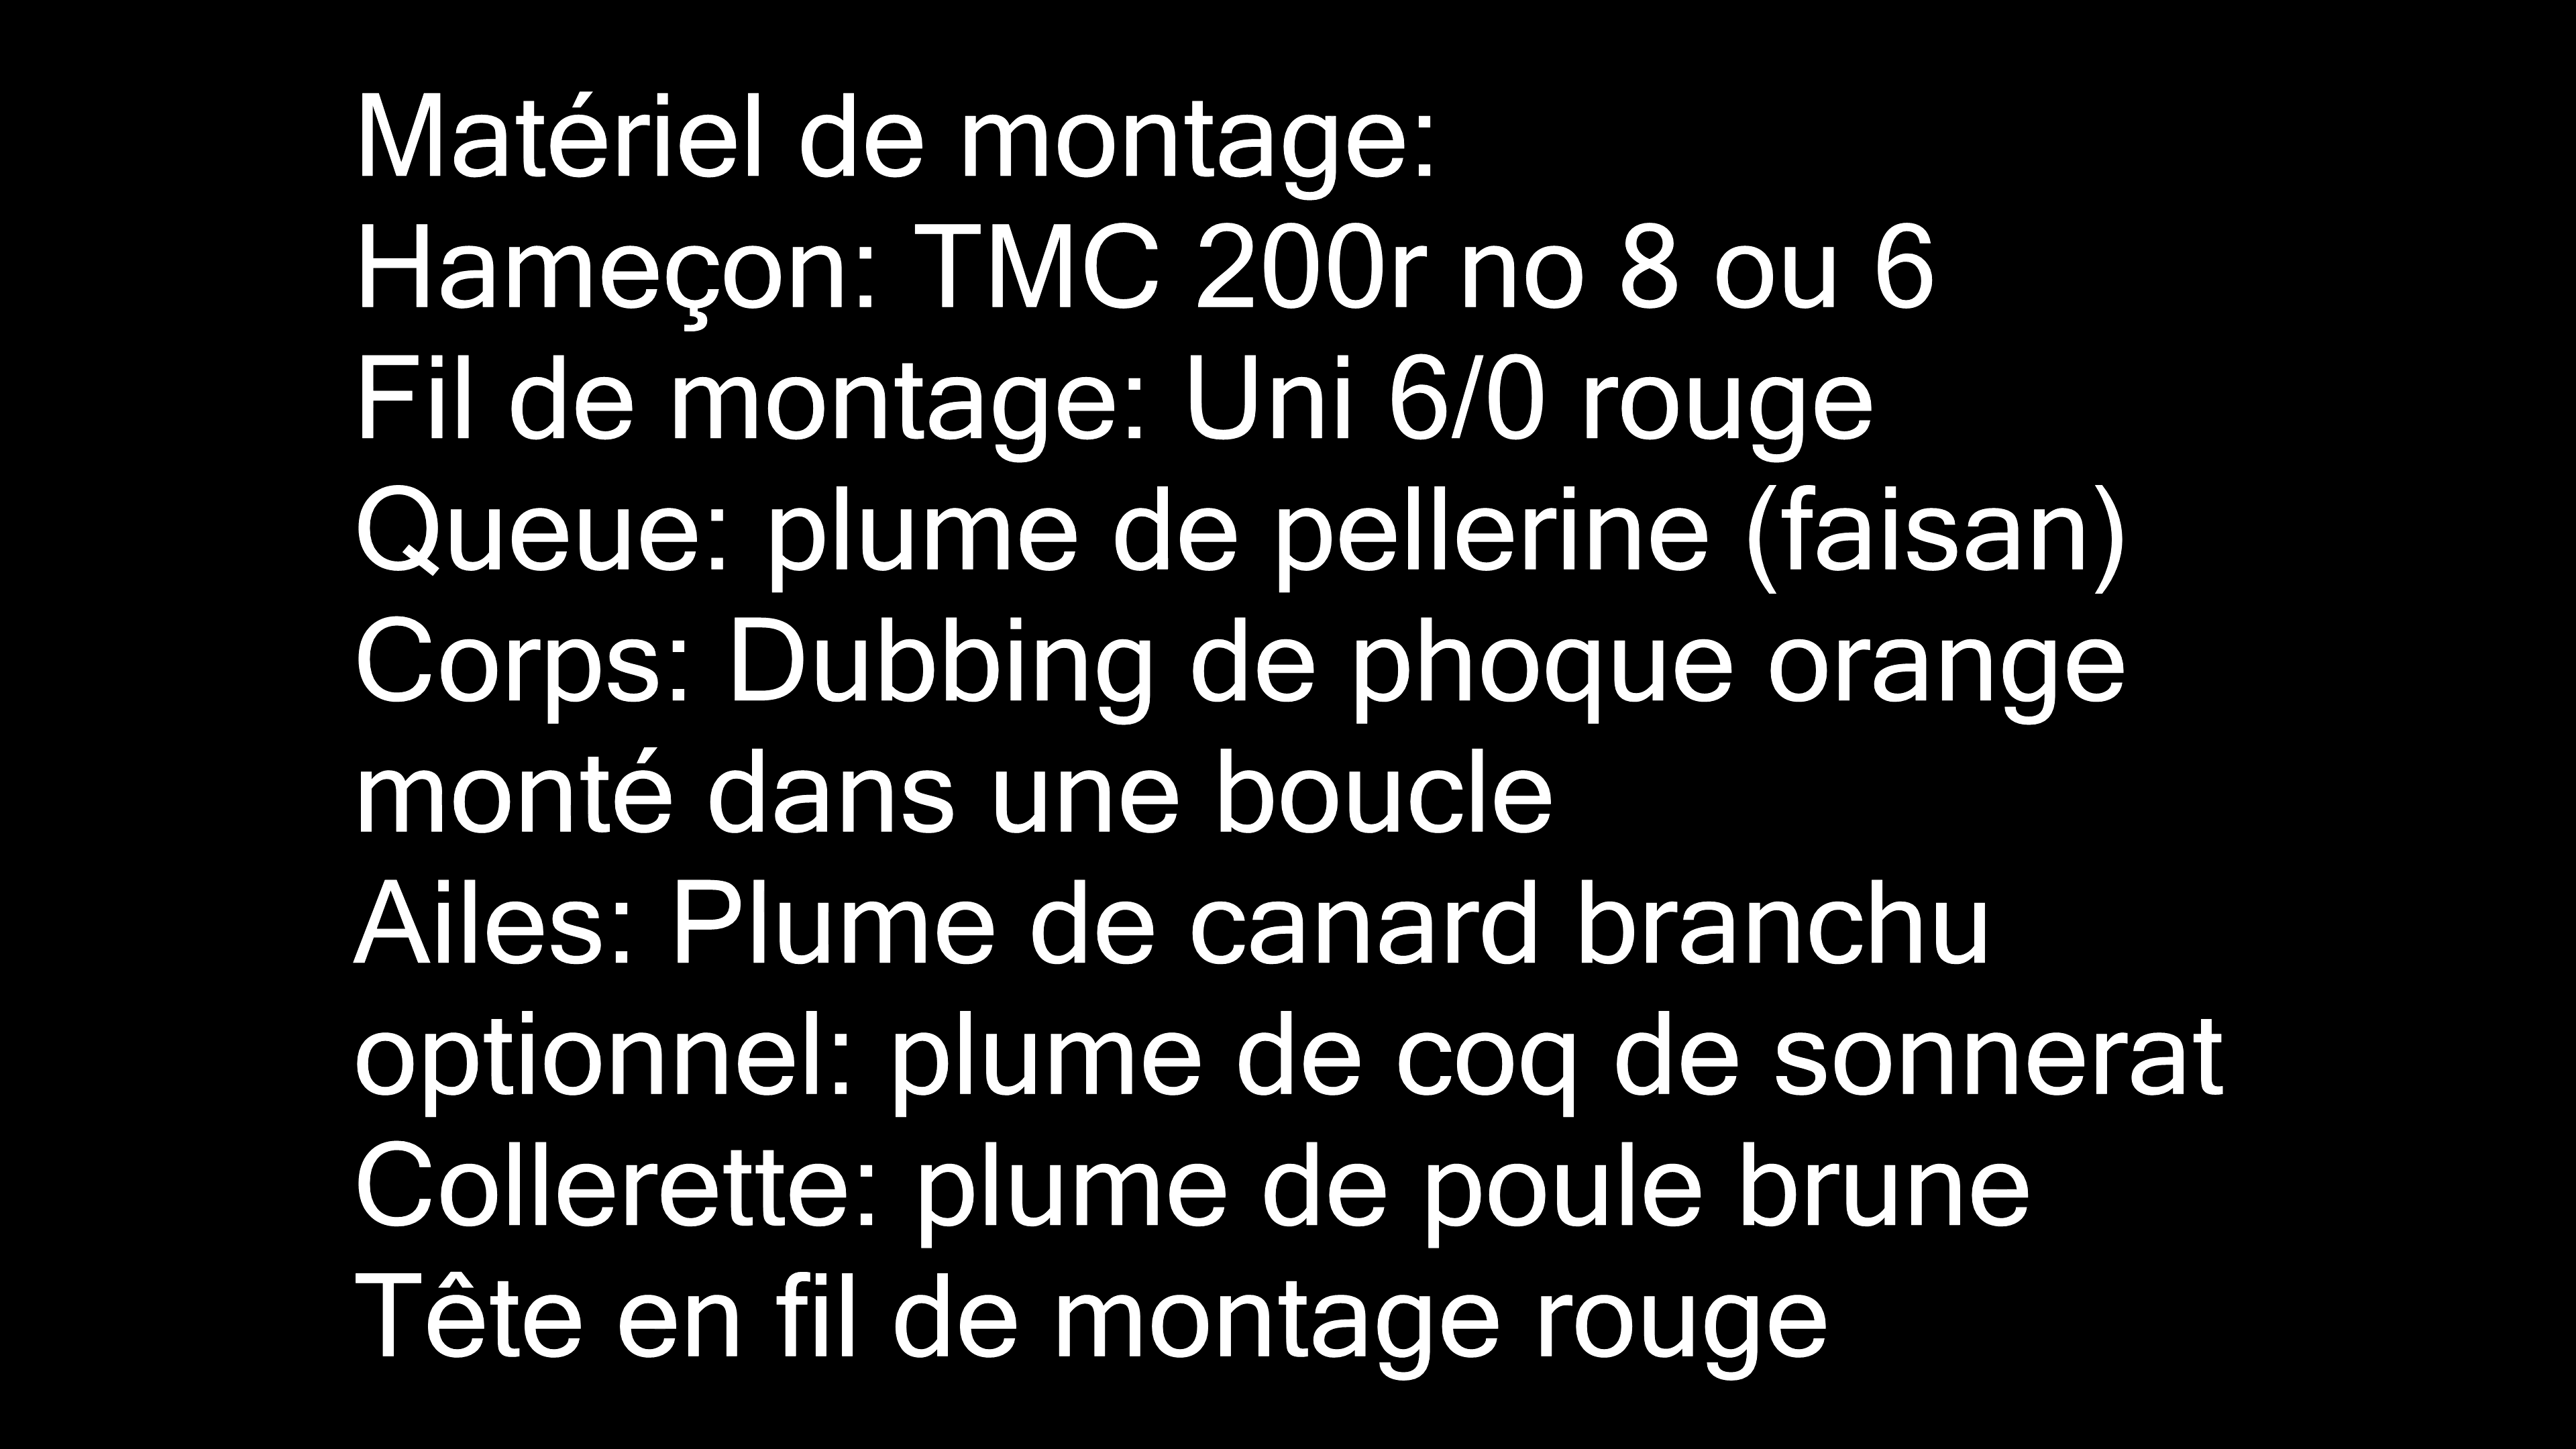 Matériel de montage:
Hameçon: TMC 200r no 8 ou 6
Fil de montage: Uni 6/0 rouge
Queue: plume de pellerine (faisan)
Corps: Dubbing de phoque orange
monté dans une boucle
Ailes: Plume de canard branchu
optionnel: plume de coq de sonnerat
Collerette: plume de poule brune
Tête en fil de montage rouge